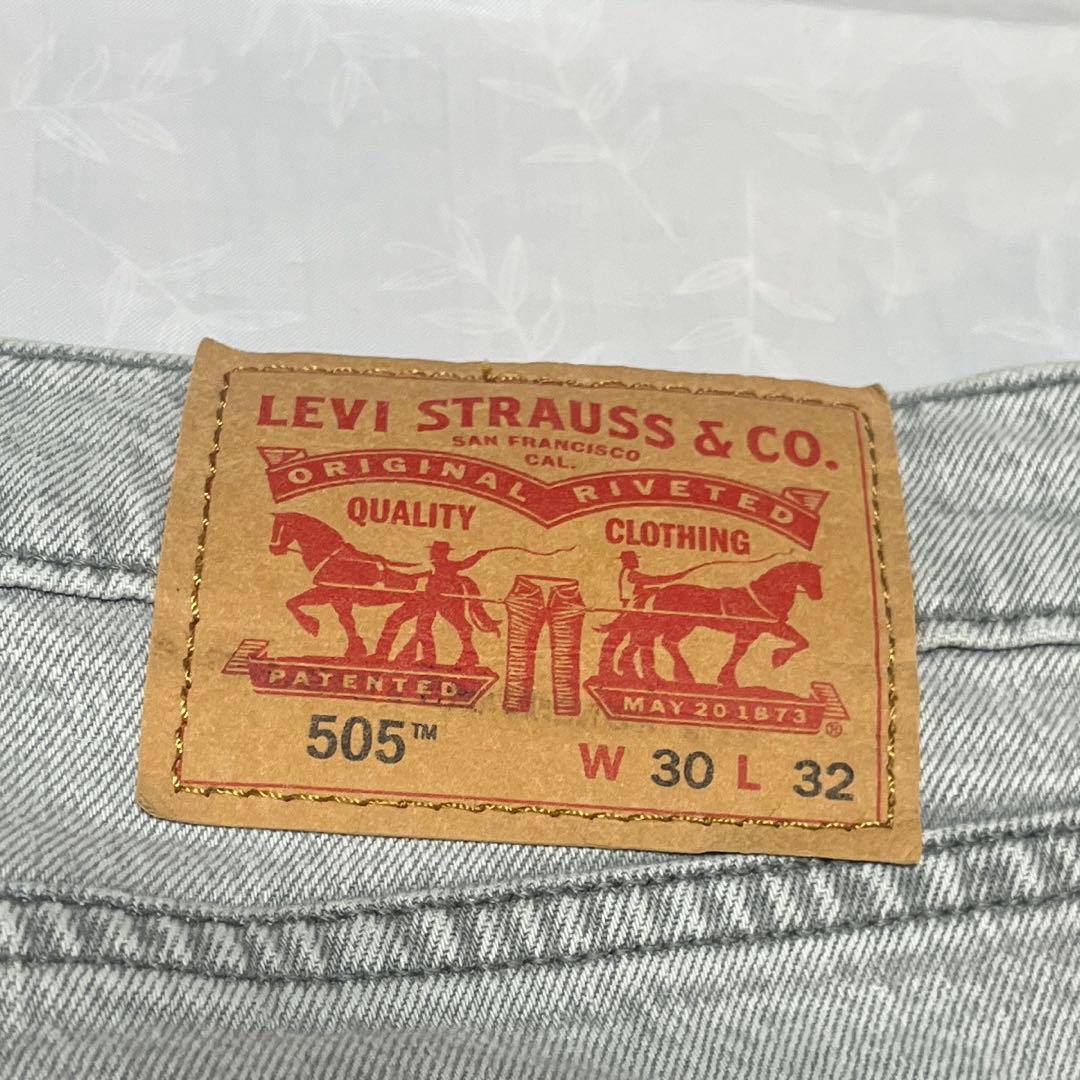 LEVI STRAUSS & CO.
SAN FRANCISCO
CAL.
ORIGINAL RIVETED
QUALITY CLOTHING
PATENTED MAY 20 1873 ®
505™ W 30 L 32